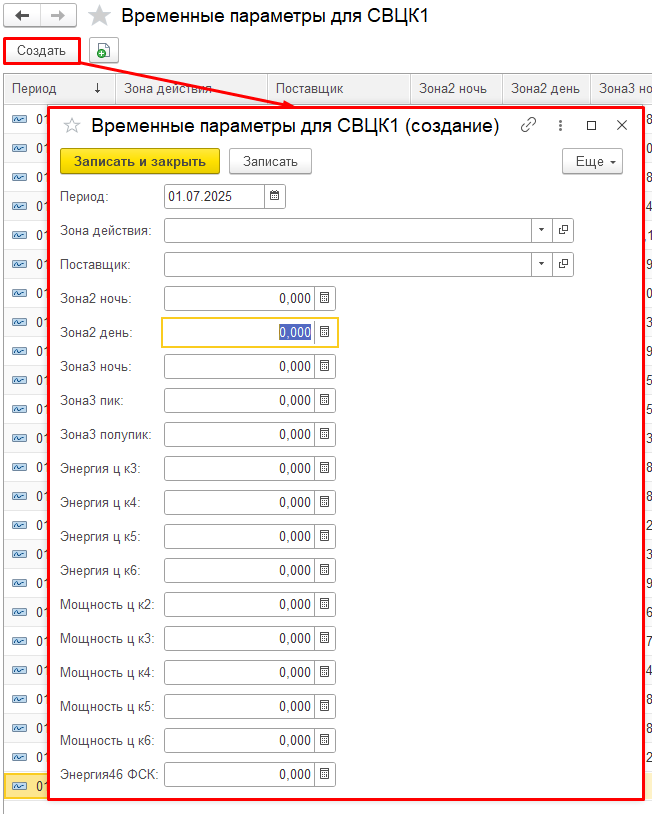 Временные параметры для СВЦК1
Создать
Период ↓ Зона действия Поставщик Зона2 ночь Зона2 день Зона3 но
Временные параметры для СВЦК1 (создание)
Записать и закрыть Записать Еще
Период: 01.07.2025
Зона действия:
Поставщик:
Зона2 ночь: 0,000
Зона2 день: 0,000
Зона3 ночь: 0,000
Зона3 пик: 0,000
Зона3 полупик: 0,000
Энергия ц к3: 0,000
Энергия ц к4: 0,000
Энергия ц к5: 0,000
Энергия ц к6: 0,000
Мощность ц к2: 0,000
Мощность ц к3: 0,000
Мощность ц к4: 0,000
Мощность ц к5: 0,000
Мощность ц к6: 0,000
Энергия46 ФСК: 0,000